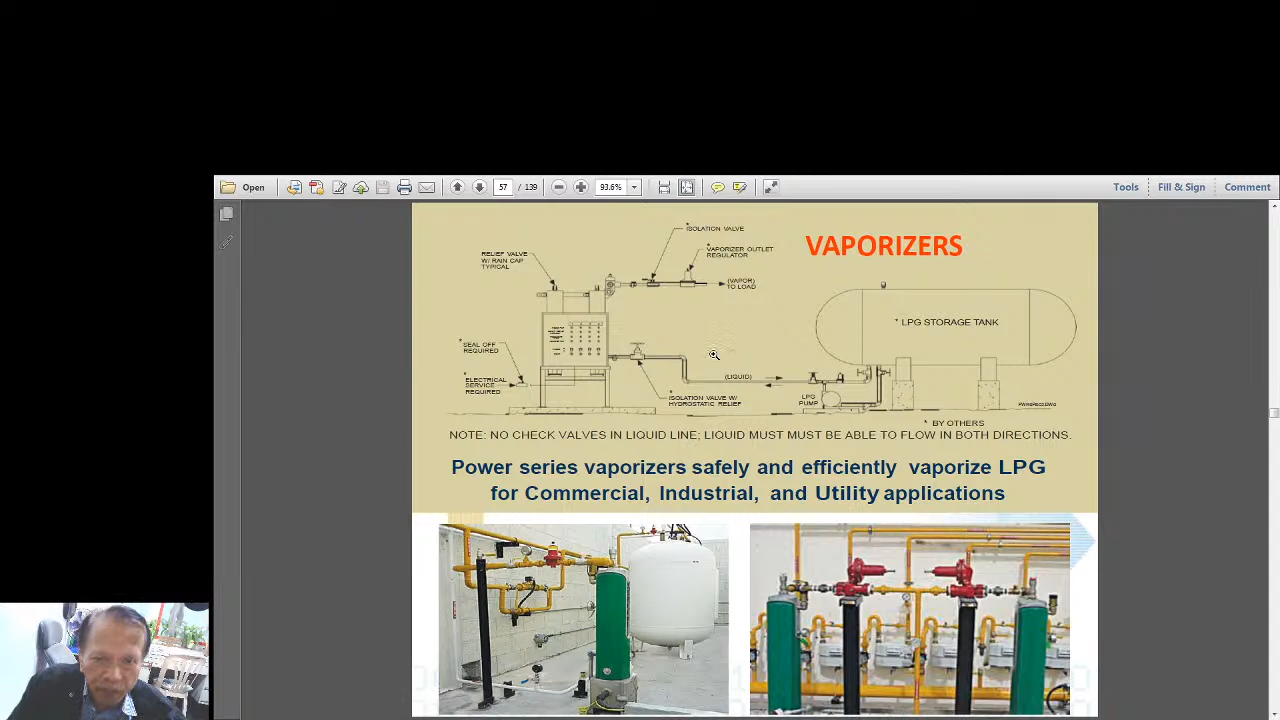 Open
57
/ 139
93.6%
Tools
Fill & Sign
Comment
VAPORIZERS
*
ISOLATION VALVE
*
VAPORIZER OUTLET
REGULATOR
RELIEF VALVE
W/ RAIN CAP
TYPICAL
(VAPOR)
TO LOAD
* LPG STORAGE TANK
*
SEAL OFF
REQUIRED
*
ELECTRICAL
SERVICE
REQUIRED
(LIQUID)
*
ISOLATION VALVE W/
HYDROSTATIC RELIEF
LPG
PUMP
* BY OTHERS
NOTE: NO CHECK VALVES IN LIQUID LINE; LIQUID MUST MUST BE ABLE TO FLOW IN BOTH DIRECTIONS.
Power series vaporizers safely and efficiently vaporize LPG
for Commercial, Industrial, and Utility applications